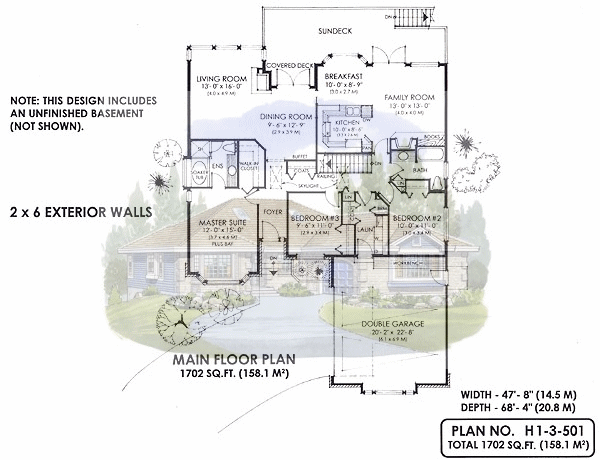 UP
SUNDECK
COVERED DECK
LIVING ROOM
13'- 0" x 16'- 0"
(4.0 x 4.9 M)
BREAKFAST
10'- 0" x 8'- 9"
(3.0 x 2.7 M)
FAMILY ROOM
13'- 0" x 13'- 0"
(4.0 x 4.0 M)
NOTE: THIS DESIGN INCLUDES
AN UNFINISHED BASEMENT
(NOT SHOWN).
DINING ROOM
9'- 6" x 12'- 9"
(2.9 x 3.9 M)
KITCHEN
10'- 0" x 8'- 6"
DW
BOOKS
SH
ENS
SOAKER
TUB
WALK-IN
CLOSET
BUFFET
COATS
RAILING
SKYLIGHT
DN
BATH
LIN
2 x 6 EXTERIOR WALLS
MASTER SUITE
12'- 0" x 15'- 0"
(3.7 x 4.6 M)
PLUS BAY
FOYER
BEDROOM #3
9'- 6" x 11'- 0"
(2.9 x 3.4 M)
LAUN
BEDROOM #2
10'- 0" x 11'- 0"
(3.0 x 3.4 M)
DN
WORKBENCH
DOUBLE GARAGE
20'- 2" x 22'- 8"
(6.1 x 6.9 M)
MAIN FLOOR PLAN
1702 SQ.FT. (158.1 M²)
WIDTH - 47'- 8" (14.5 M)
DEPTH - 68'- 4" (20.8 M)
PLAN NO. H1-3-501
TOTAL 1702 SQ.FT. (158.1 M²)